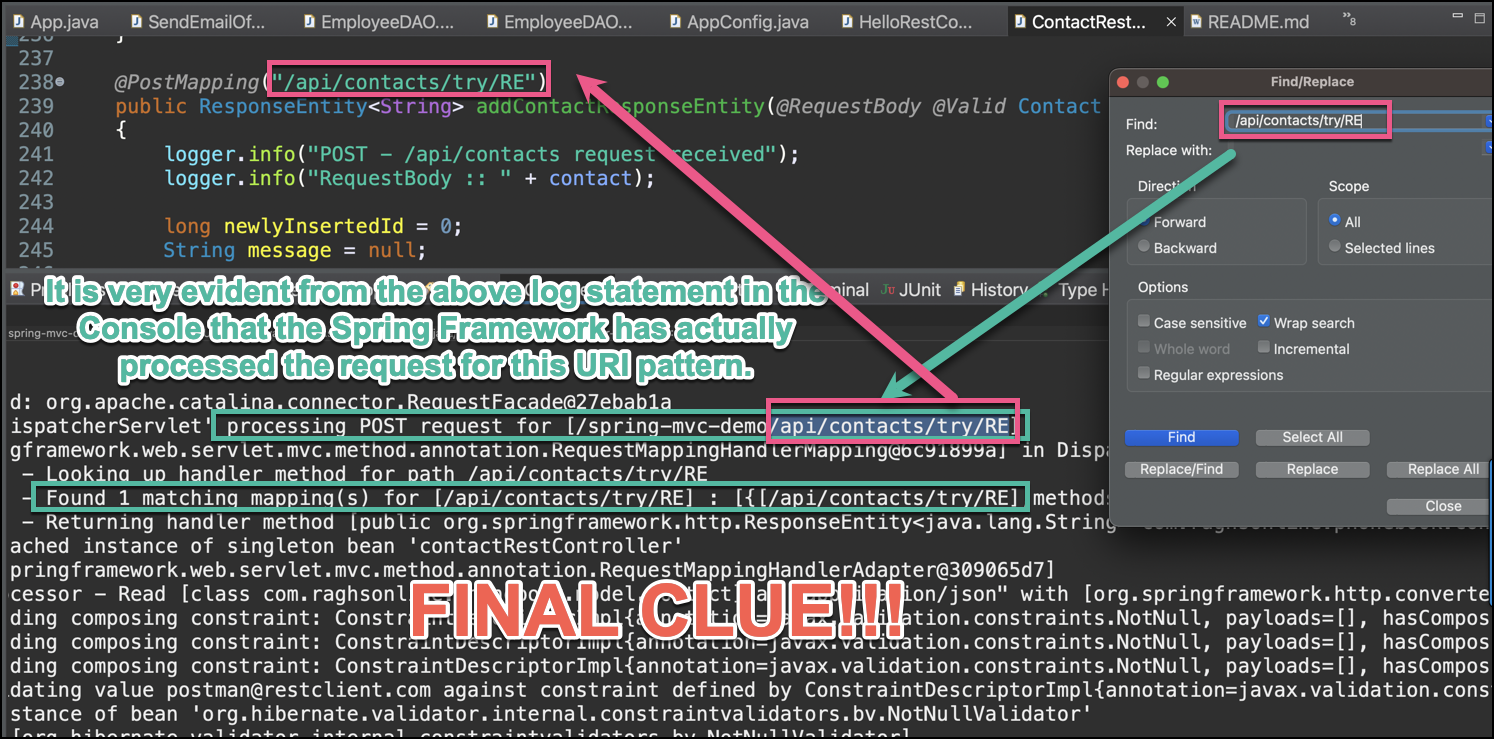 App.java SendEmailOf... EmployeeDAO.... EmployeeDAO... AppConfig.java HelloRestCo... ContactRest... README.md »8
236 }
237
238 @PostMapping("/api/contacts/try/RE")
239 public ResponseEntity<String> addContactResponseEntity(@RequestBody @Valid Contact
240 {
241 logger.info("POST - /api/contacts request received");
242 logger.info("RequestBody :: " + contact);
243
244 long newlyInsertedId = 0;
245 String message = null;
Find/Replace
Find: /api/contacts/try/RE
Replace with:
Direction Scope
Forward All
Backward Selected lines
Options
Case sensitive Wrap search
Whole word Incremental
Regular expressions
Find Select All
Replace/Find Replace Replace All
Close
JUnit History Type H
It is very evident from the above log statement in the
Console that the Spring Framework has actually
processed the request for this URI pattern.
spring-mvc-d
d: org.apache.catalina.connector.RequestFacade@27ebab1a
ispatcherServlet' processing POST request for [/spring-mvc-demo/api/contacts/try/RE]
gframework.web.servlet.mvc.method.annotation.RequestMappingHandlerMapping@6c91899a] in Dispa
- Looking up handler method for path /api/contacts/try/RE
- Found 1 matching mapping(s) for [/api/contacts/try/RE] : [{[/api/contacts/try/RE] methods
- Returning handler method [public org.springframework.http.ResponseEntity<java.lang.String>
ached instance of singleton bean 'contactRestController'
pringframework.web.servlet.mvc.method.annotation.RequestMappingHandlerAdapter@309065d7]
cessor - Read [class com.raghsonl /json" with [org.springframework.http.converte
FINAL CLUE!!!
ding composing constraint: ConstraintDescriptorImpl{annotation=javax.validation.constraints.NotNull, payloads=[], hasCompos
ding composing constraint: ConstraintDescriptorImpl{annotation=javax.validation.constraints.NotNull, payloads=[], hasCompos
ding composing constraint: ConstraintDescriptorImpl{annotation=javax.validation.constraints.NotNull, payloads=[], hasCompos
dating value postman@restclient.com against constraint defined by ConstraintDescriptorImpl{annotation=javax.validation.cons
stance of bean 'org.hibernate.validator.internal.constraintvalidators.bv.NotNullValidator'
[org.hibernate.validator.internal.constraintvalidators.bv.NotNullValidator]